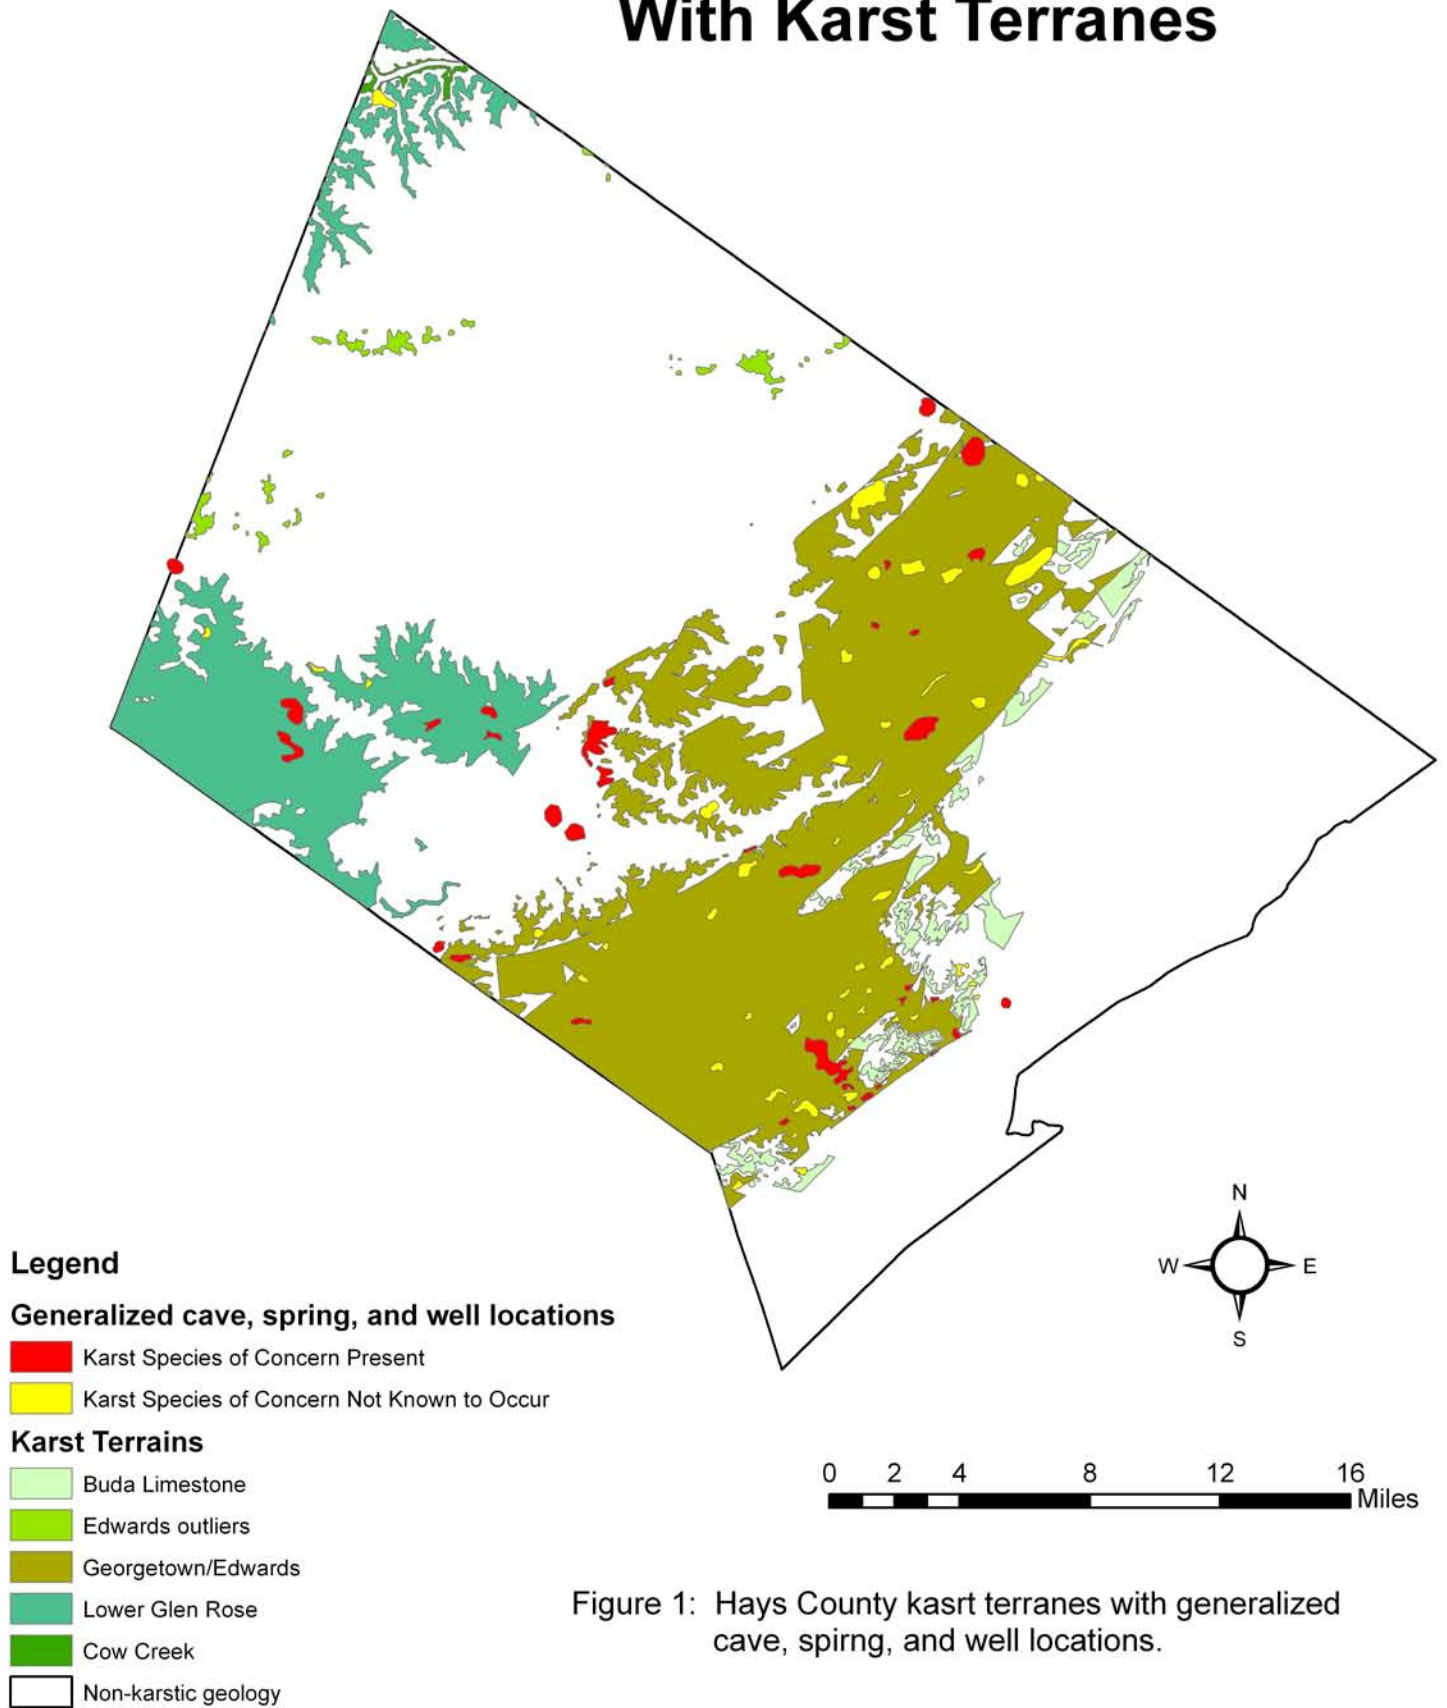 With Karst Terranes
N
W E
S
Legend
Generalized cave, spring, and well locations
Karst Species of Concern Present
Karst Species of Concern Not Known to Occur
Karst Terrains
Buda Limestone
Edwards outliers
Georgetown/Edwards
Lower Glen Rose
Cow Creek
Non-karstic geology
0 2 4 8 12 16
Miles
Figure 1: Hays County kasrt terranes with generalized
cave, spirng, and well locations.